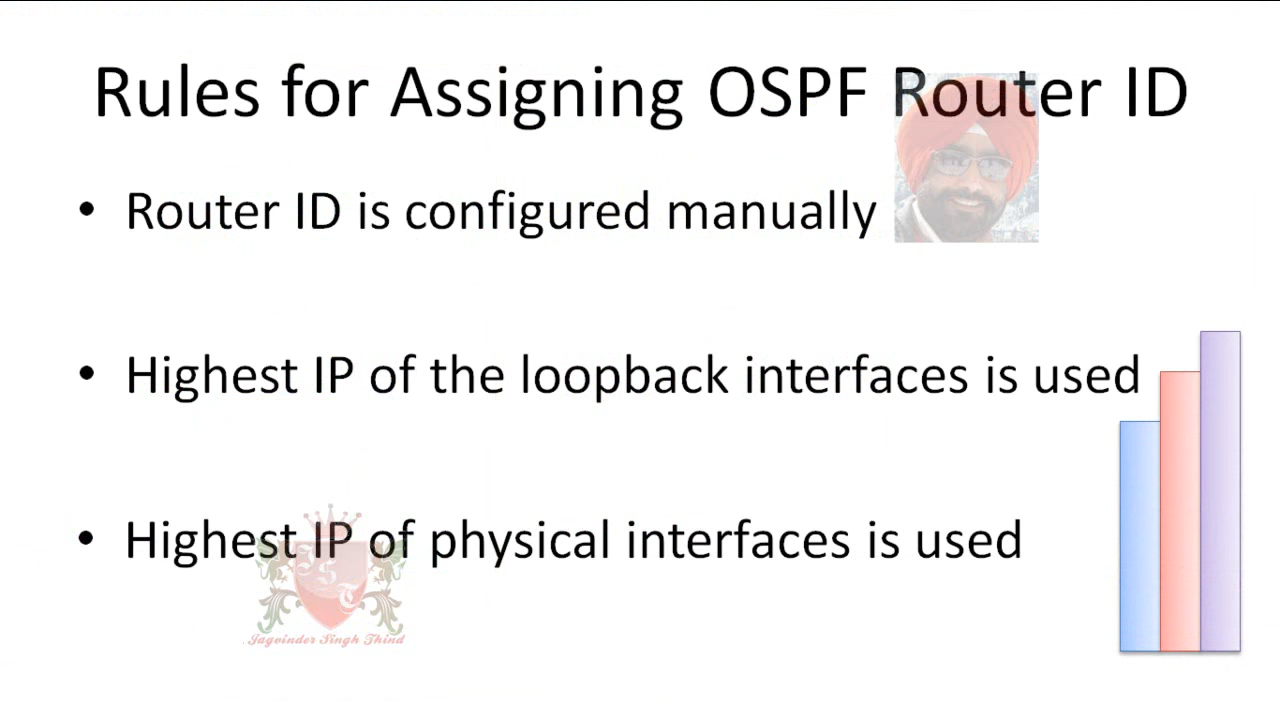 Rules for Assigning OSPF Router ID
• Router ID is configured manually
• Highest IP of the loopback interfaces is used
• Highest IP of physical interfaces is used
JST
Jagvinder Singh Thind